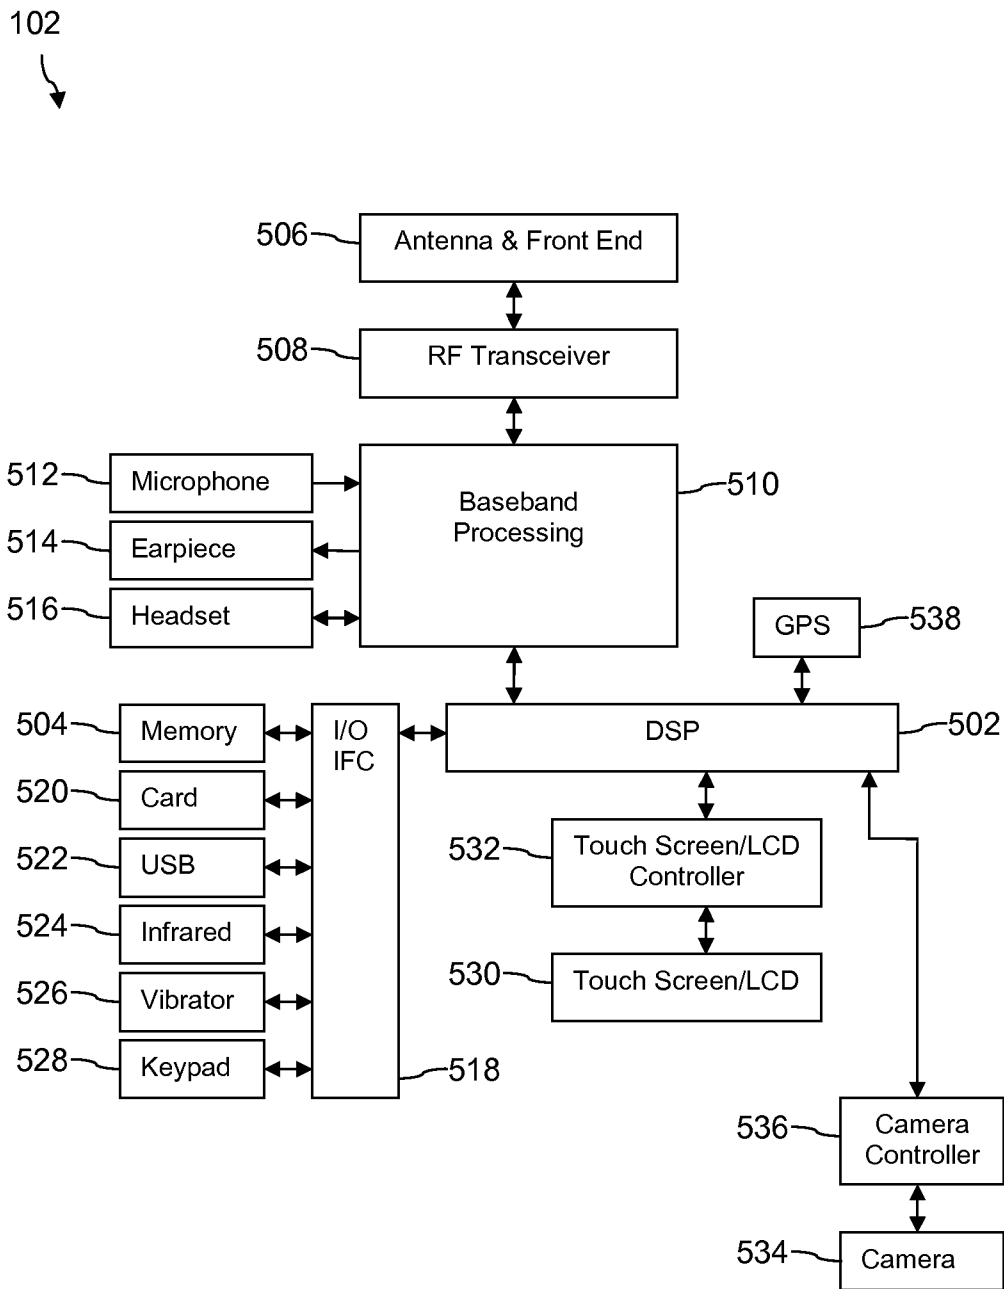 102
506
Antenna & Front End
508
RF Transceiver
512
Microphone
Baseband
Processing
510
514
Earpiece
516
Headset
GPS
538
504
Memory
I/O
IFC
DSP
502
520
Card
522
USB
532
Touch Screen/LCD
Controller
524
Infrared
530
Touch Screen/LCD
526
Vibrator
528
Keypad
518
536
Camera
Controller
534
Camera